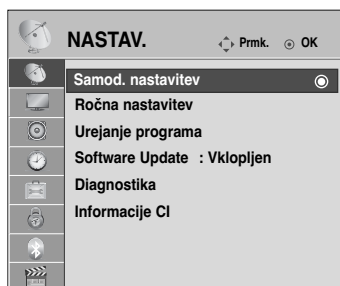 NASTAV. Prmk. OK
Samod. nastavitev
Ročna nastavitev
Urejanje programa
Software Update : Vklopljen
Diagnostika
Informacije CI